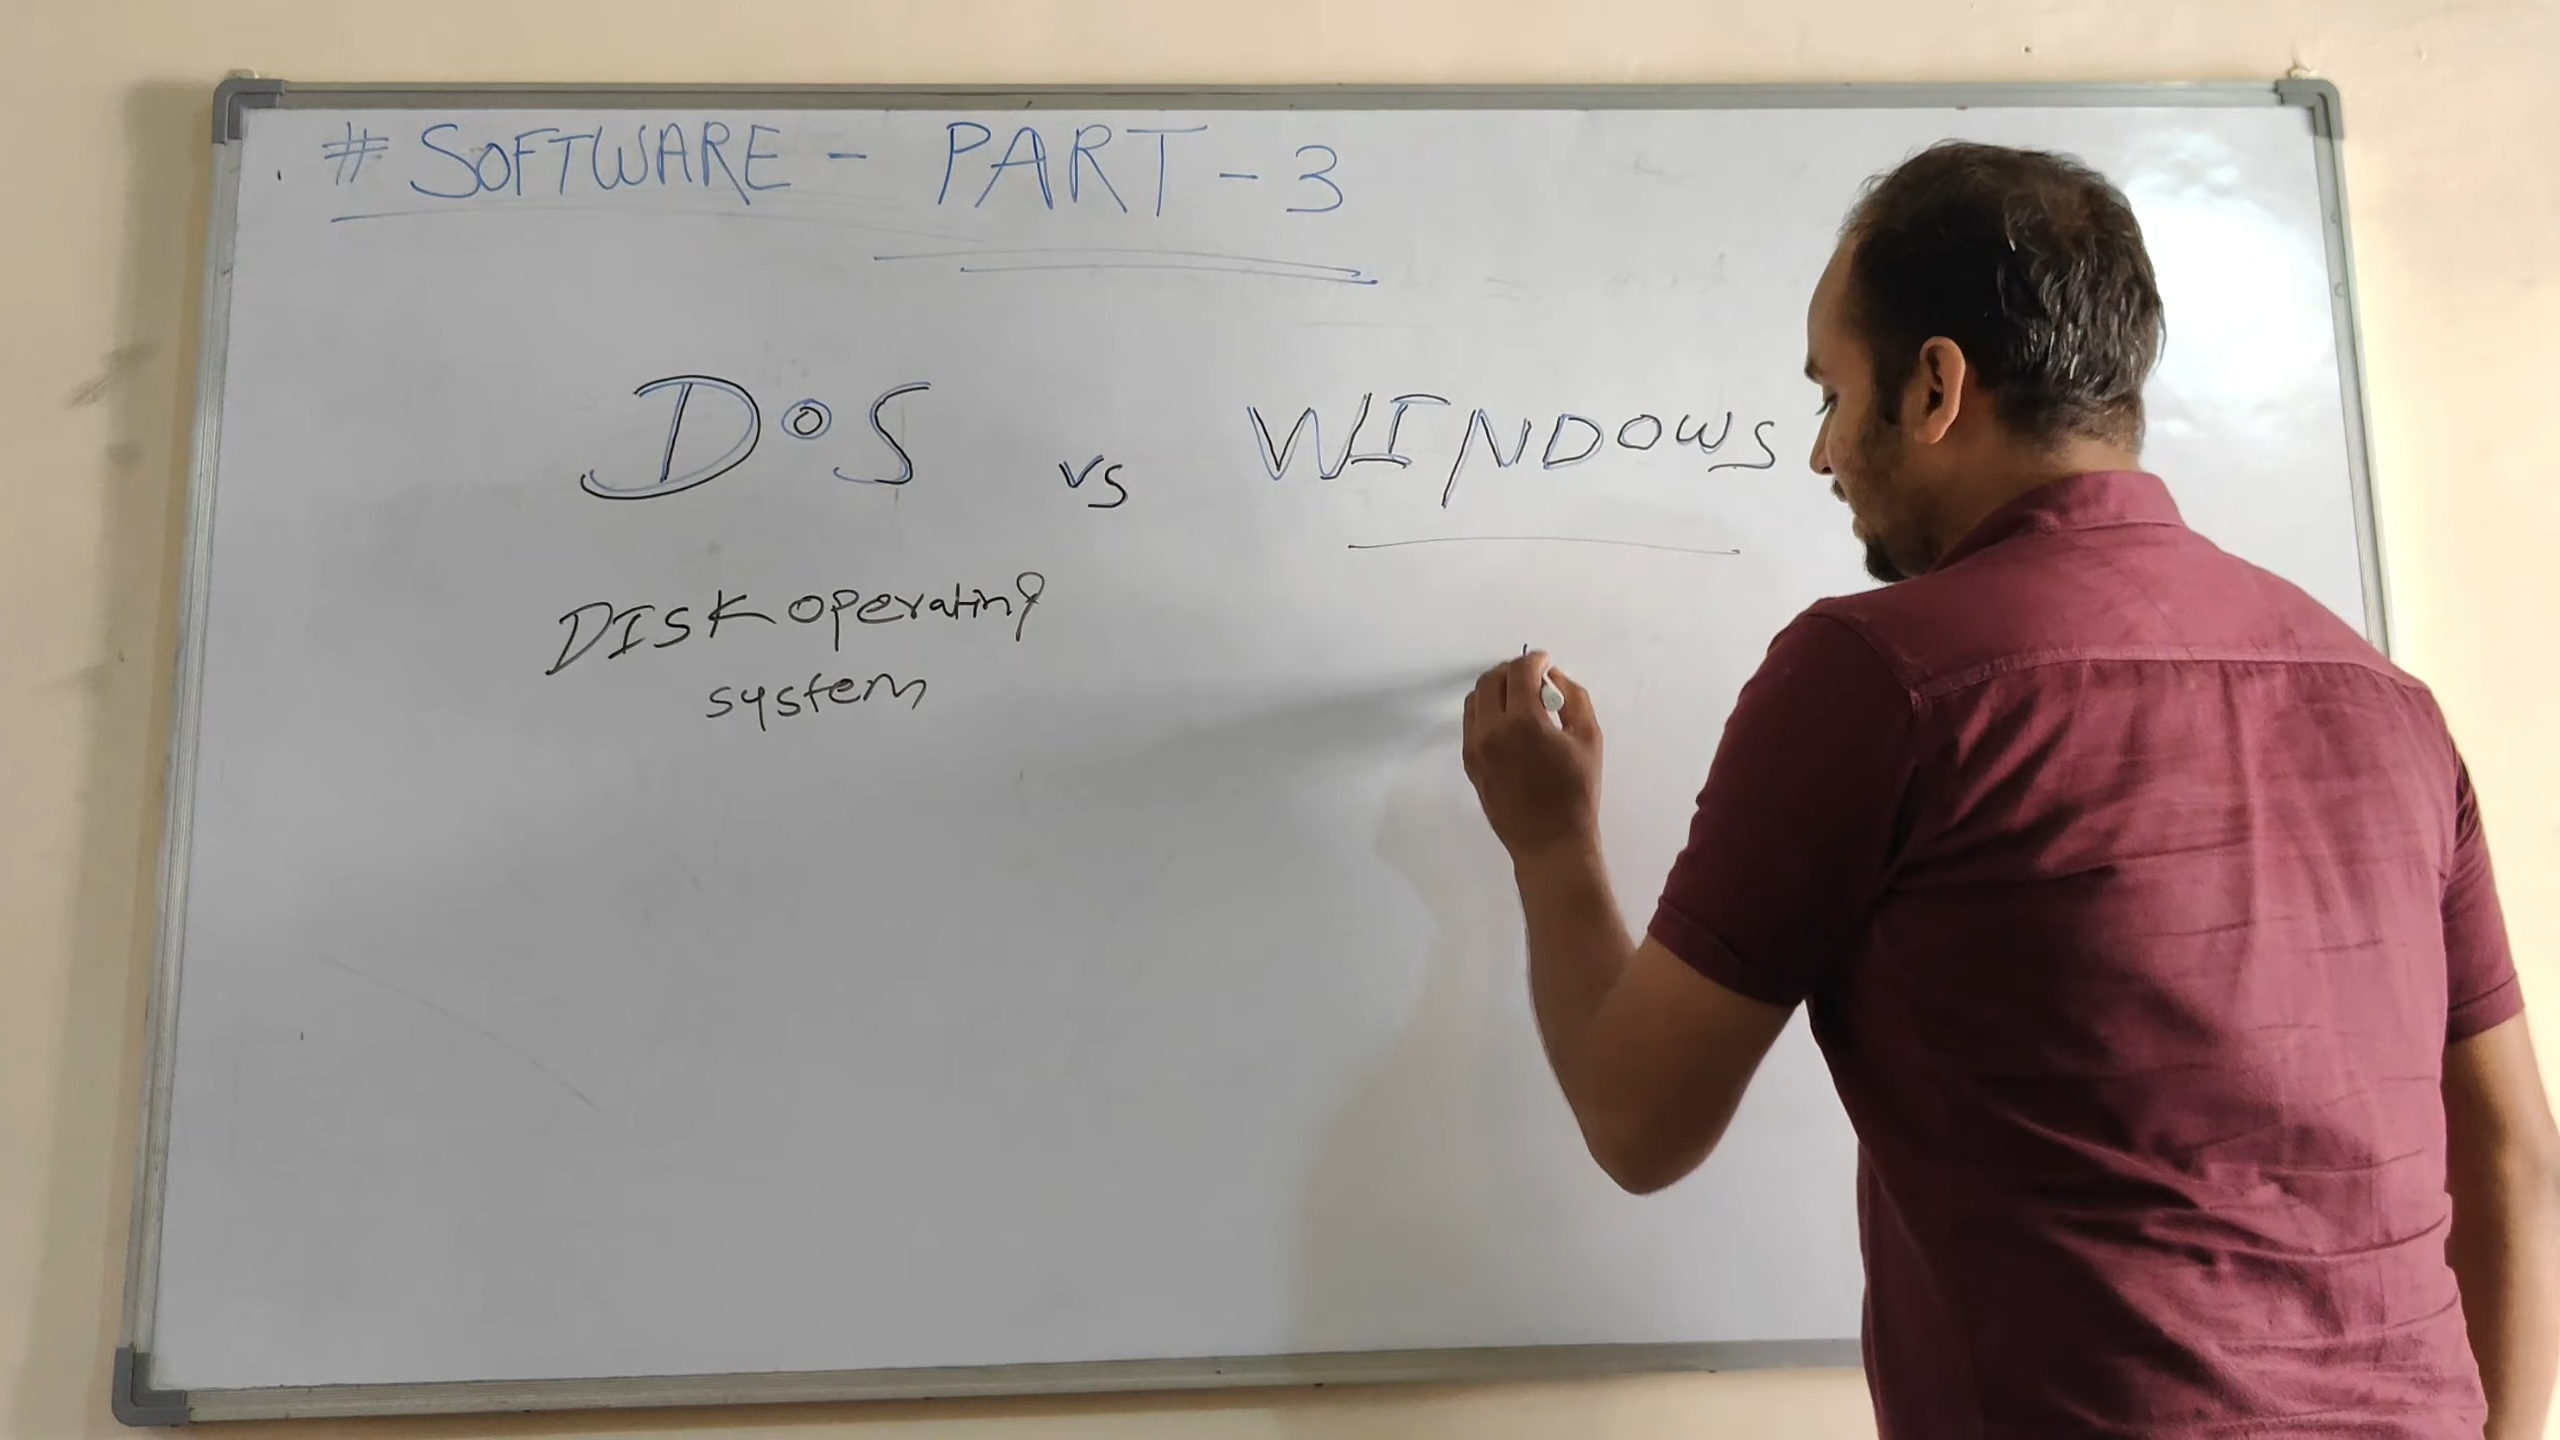 # SOFTWARE - PART - 3
DOS vs WINDOWS
DISK operating
system